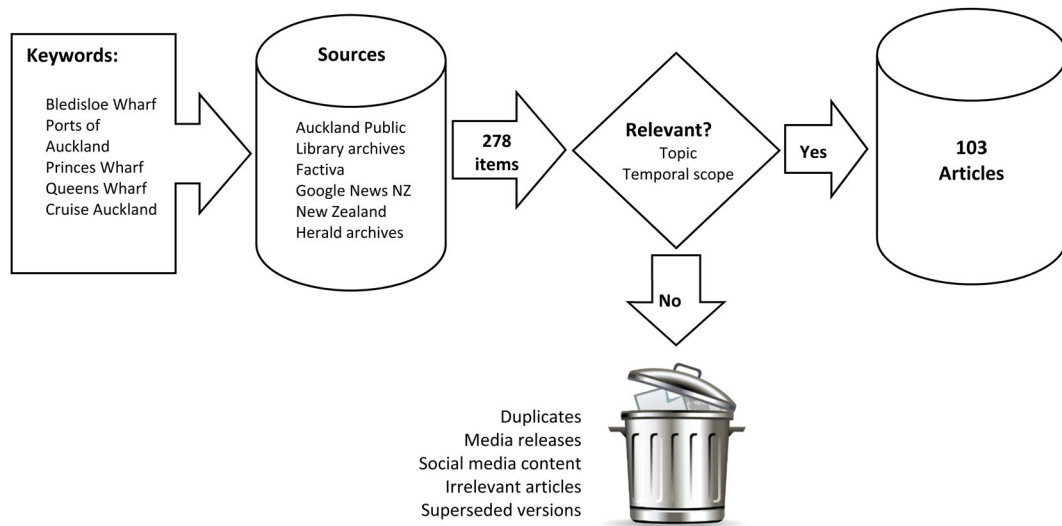 Keywords:
Bledisloe Wharf
Ports of
Auckland
Princes Wharf
Queens Wharf
Cruise Auckland
Sources
Auckland Public
Library archives
Factiva
Google News NZ
New Zealand
Herald archives
278
items
Relevant?
Topic
Temporal scope
Yes
103
Articles
No
Duplicates
Media releases
Social media content
Irrelevant articles
Superseded versions